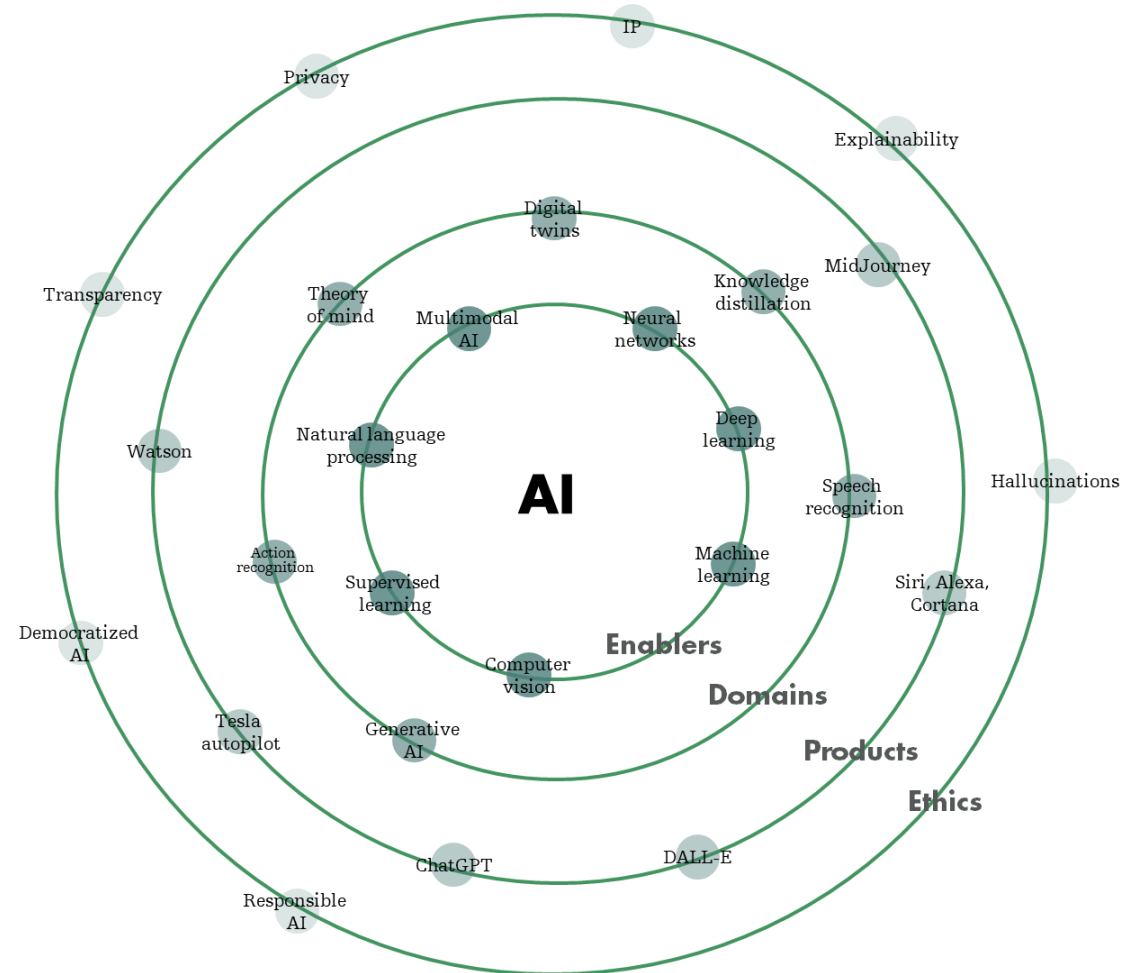 IP
Privacy
Explainability
Digital
twins
MidJourney
Knowledge
distillation
Transparency
Theory
of mind
Multimodal
AI
Neural
networks
Deep
learning
Natural language
processing
Watson
AI
Speech
recognition
Hallucinations
Action
recognition
Machine
learning
Supervised
learning
Siri, Alexa,
Cortana
Democratized
AI
Enablers
Computer
vision
Domains
Tesla
autopilot
Generative
AI
Products
Ethics
ChatGPT
DALL-E
Responsible
AI